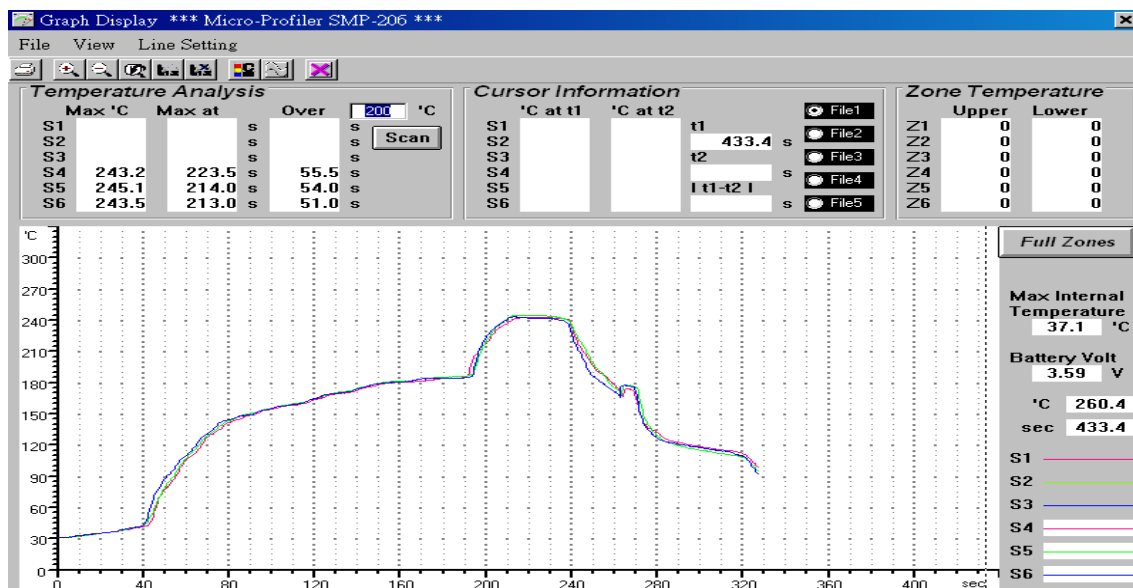 Graph Display *** Micro-Profiler SMP-206 ***
File View Line Setting
Temperature Analysis
Max 'C Max at Over 200 'C
S1 s s
S2 s s
S3 s s
S4 243.2 223.5 s 55.5 s
S5 245.1 214.0 s 54.0 s
S6 243.5 213.0 s 51.0 s
Scan
Cursor Information
'C at t1 'C at t2
S1 t1
S2 433.4 s
S3 t2
S4 s
S5 | t1-t2 |
S6 s
File1
File2
File3
File4
File5
Zone Temperature
Upper Lower
Z1 0 0
Z2 0 0
Z3 0 0
Z4 0 0
Z5 0 0
Z6 0 0
'C
300
270
240
210
180
150
120
90
60
30
0
0 40 80 120 160 200 240 280 320 360 400 sec
Full Zones
Max Internal
Temperature
37.1 'C
Battery Volt
3.59 V
'C 260.4
sec 433.4
S1
S2
S3
S4
S5
S6